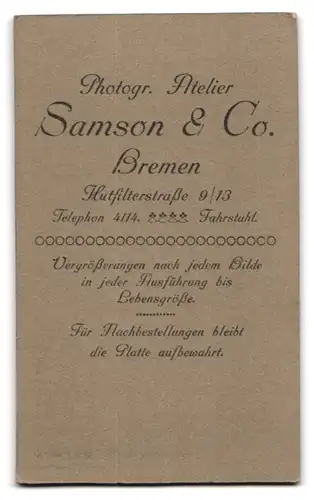 Photogr. Atelier
Samson & Co.
Bremen
Hutfilterstraße 9/13
Telephon 4114. Fahrstuhl.
Vergrößerungen nach jedem Bilde
in jeder Ausführung bis
Lebensgröße.
Für Nachbestellungen bleibt
die Platte aufbewahrt.